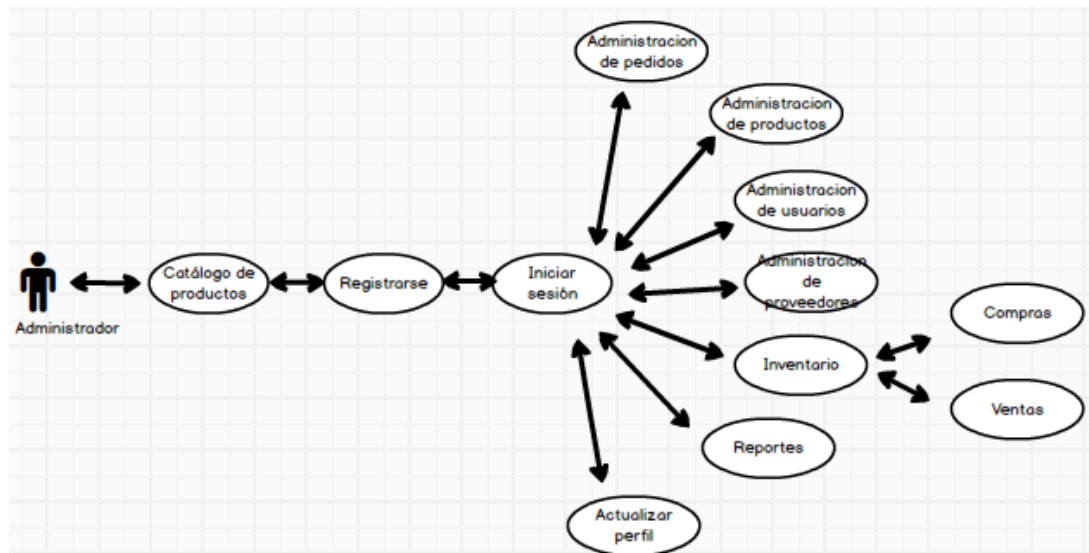 Administracion
de pedidos
Administracion
de productos
Administracion
de usuarios
Administrador
Catálogo de
productos
Registrarse
Iniciar
sesión
Administracion
de
proveedores
Inventario
Compras
Ventas
Reportes
Actualizar
perfil